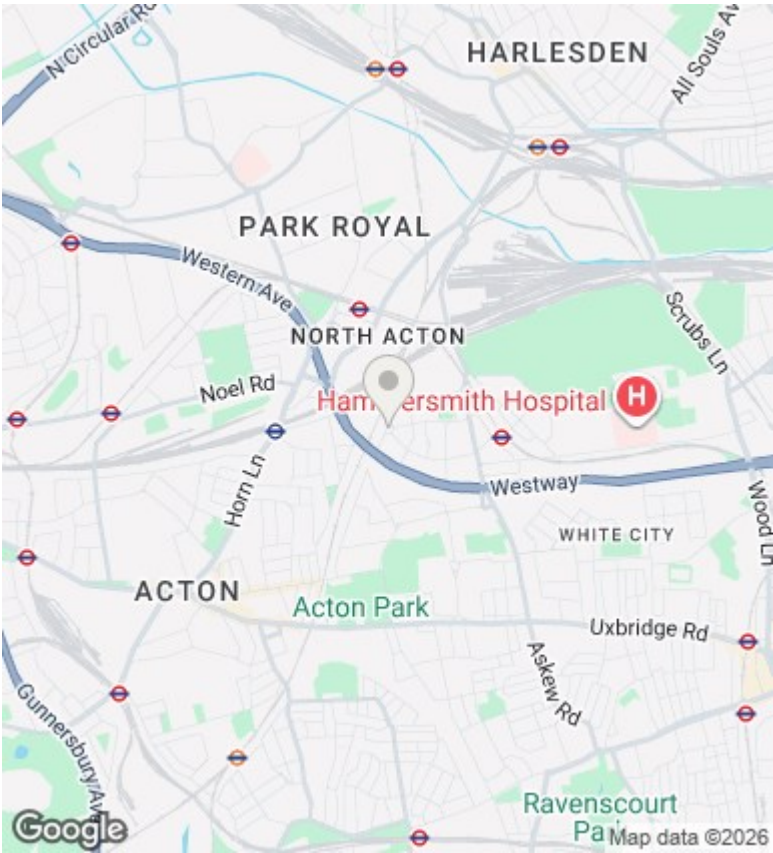 N Circular Ro
HARLESDEN
All Souls Av
PARK ROYAL
Western Ave
Scrubs Ln
NORTH ACTON
Noel Rd
Hammersmith Hospital
H
Horn Ln
Westway
Wood Ln
WHITE CITY
ACTON
Acton Park
Uxbridge Rd
Askew Rd
Gunnersbury Ave
Ravenscourt
Park
Google
Map data ©2026